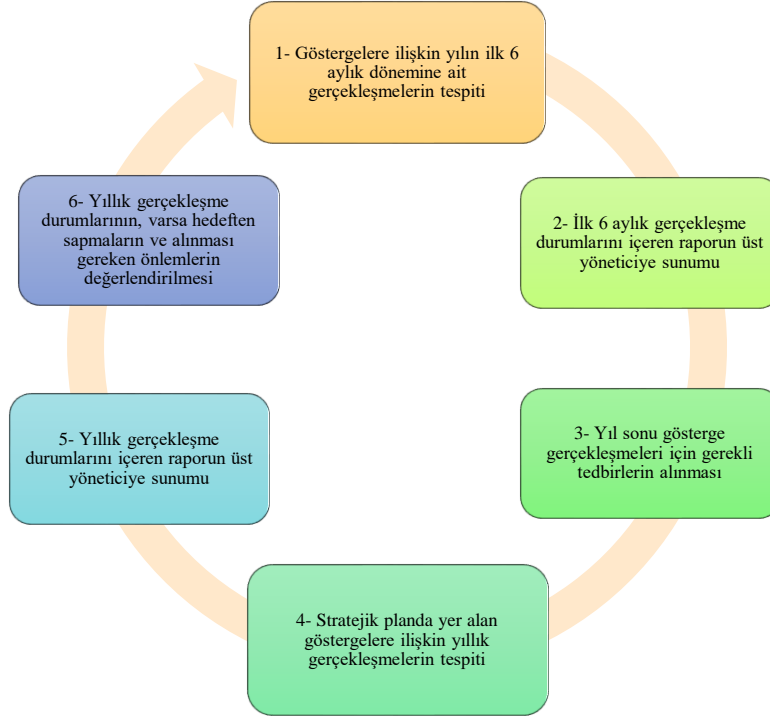 1- Göstergelere ilişkin yılın ilk 6
aylık dönemine ait
gerçekleşmelerin tespiti
2- İlk 6 aylık gerçekleşme
durumlarını içeren raporun üst
yöneticiye sunumu
3- Yıl sonu gösterge
gerçekleşmeleri için gerekli
tedbirlerin alınması
4- Stratejik planda yer alan
göstergelere ilişkin yıllık
gerçekleşmelerin tespiti
5- Yıllık gerçekleşme
durumlarını içeren raporun üst
yöneticiye sunumu
6- Yıllık gerçekleşme
durumlarının, varsa hedeften
sapmaların ve alınması
gereken önlemlerin
değerlendirilmesi